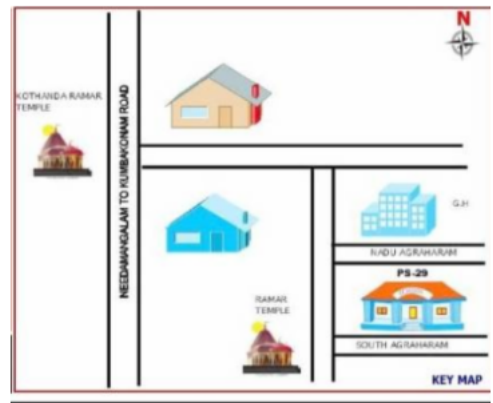 N
KOTHANDA RAMAR
TEMPLE
NEEDAMANGALAM TO KUMBAKONAM ROAD
G.H
NADU AGRAHARAM
PS-29
RAMAR
TEMPLE
SOUTH AGRAHARAM
KEY MAP